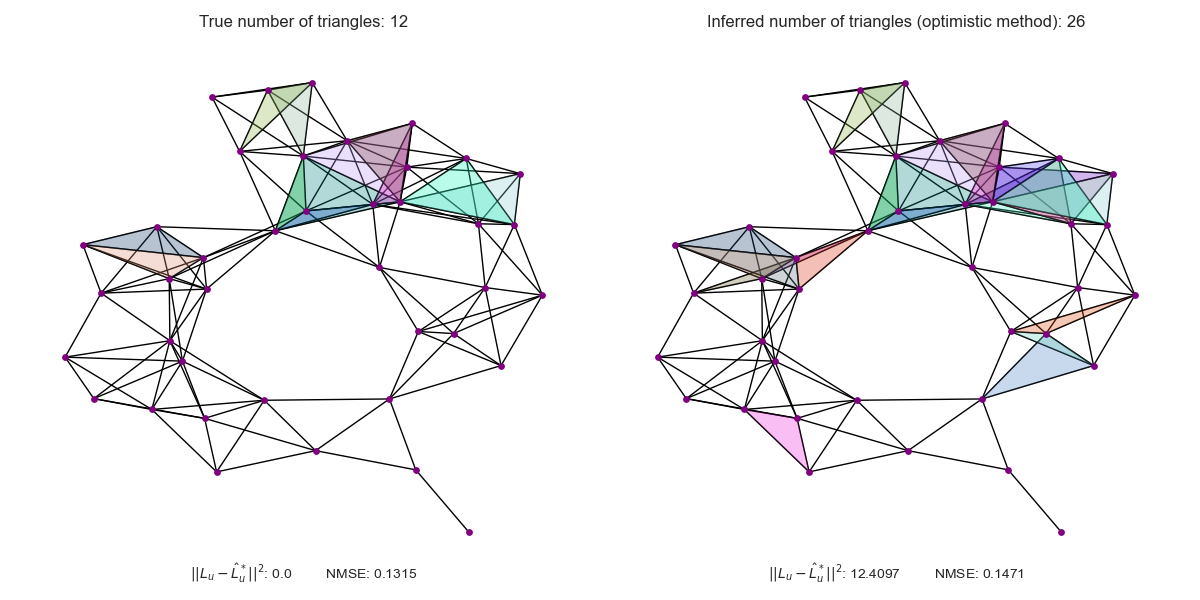 True number of triangles: 12
Inferred number of triangles (optimistic method): 26
$||L_u - \hat{L}_u^*||^2$: 0.0 NMSE: 0.1315
$||L_u - \hat{L}_u^*||^2$: 12.4097 NMSE: 0.1471